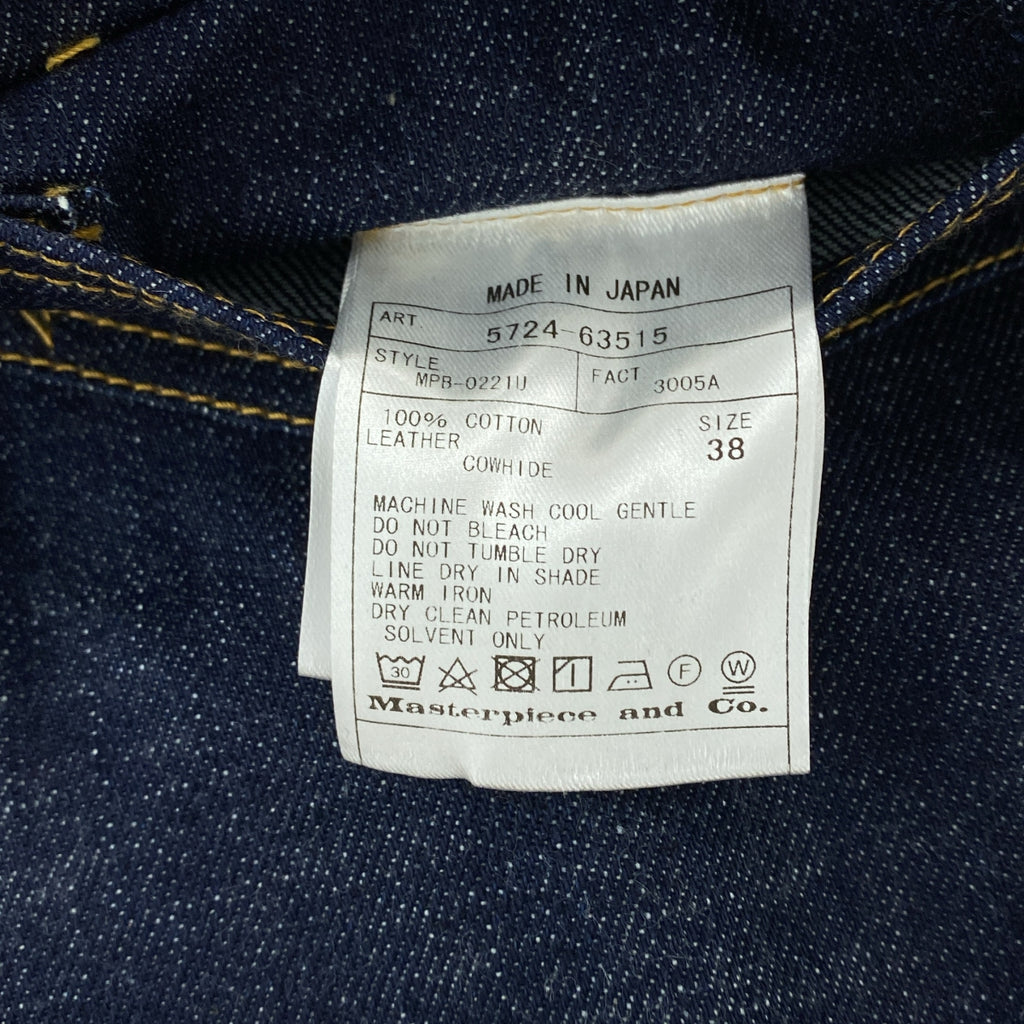 MADE IN JAPAN
ART. 5724-63515
STYLE MPB-0221U FACT 3005A
100% COTTON SIZE
LEATHER 38
COWHIDE
MACHINE WASH COOL GENTLE
DO NOT BLEACH
DO NOT TUMBLE DRY
LINE DRY IN SHADE
WARM IRON
DRY CLEAN PETROLEUM
SOLVENT ONLY
30 F W
Masterpiece and Co.